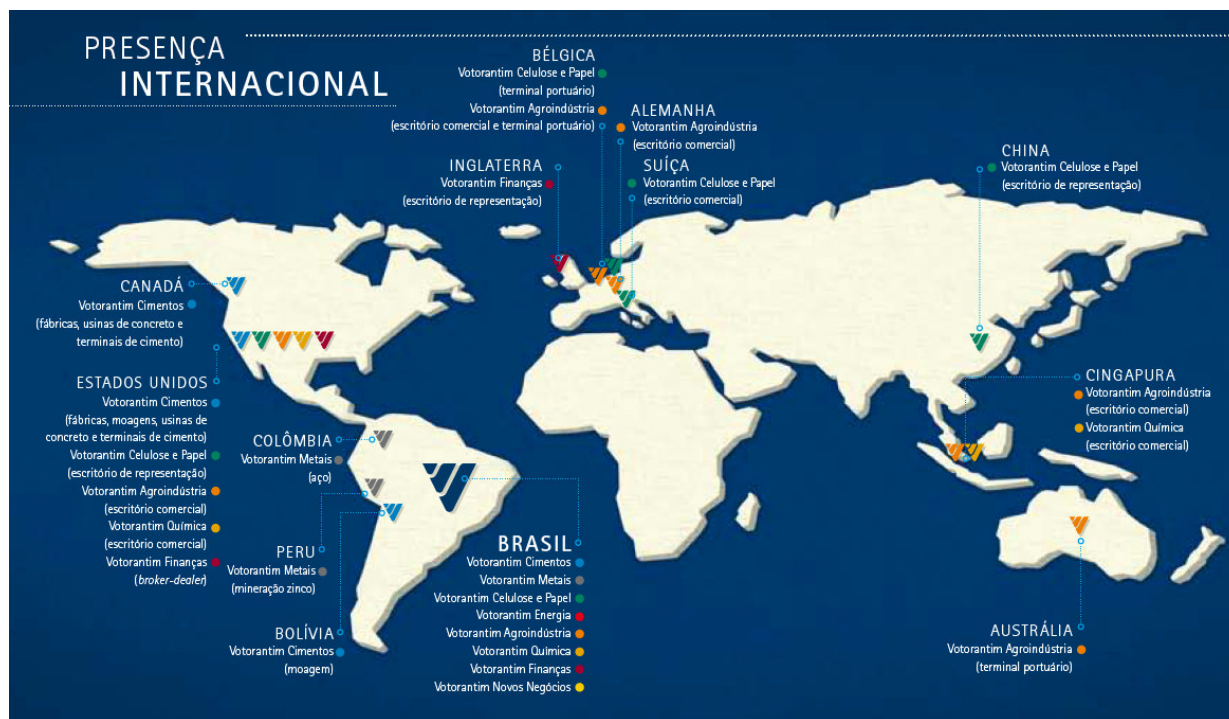 PRESENÇA
INTERNACIONAL
BÉLGICA
Votorantim Celulose e Papel
(terminal portuário)
Votorantim Agroindústria
(escritório comercial e terminal portuário)
ALEMANHA
Votorantim Agroindústria
(escritório comercial)
INGLATERRA
Votorantim Finanças
(escritório de representação)
SUÍÇA
Votorantim Celulose e Papel
(escritório comercial)
CHINA
Votorantim Celulose e Papel
(escritório de representação)
CANADÁ
Votorantim Cimentos
(fábricas, usinas de concreto e
terminais de cimento)
ESTADOS UNIDOS
Votorantim Cimentos
(fábricas, moagens, usinas de
concreto e terminais de cimento)
Votorantim Celulose e Papel
(escritório de representação)
Votorantim Agroindústria
(escritório comercial)
Votorantim Química
(escritório comercial)
Votorantim Finanças
(broker-dealer)
COLÔMBIA
Votorantim Metais
(aço)
PERU
Votorantim Metais
(mineração zinco)
BOLÍVIA
Votorantim Cimentos
(moagem)
BRASIL
Votorantim Cimentos
Votorantim Metais
Votorantim Celulose e Papel
Votorantim Energia
Votorantim Agroindústria
Votorantim Química
Votorantim Finanças
Votorantim Novos Negócios
CINGAPURA
Votorantim Agroindústria
(escritório comercial)
Votorantim Química
(escritório comercial)
AUSTRÁLIA
Votorantim Agroindústria
(terminal portuário)